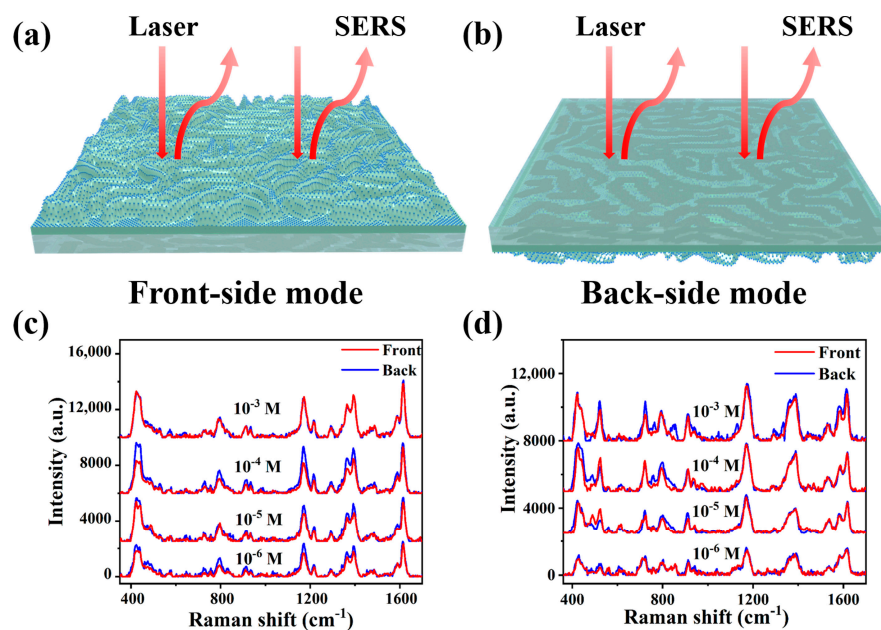 (a)
Laser
SERS
(b)
Laser
SERS
Front-side mode
Back-side mode
(c)
16,000
Front
Back
10⁻³ M
12,000
10⁻⁴ M
8000
10⁻⁵ M
4000
10⁻⁶ M
0
Intensity (a.u.)
400
800
1200
1600
Raman shift (cm⁻¹)
(d)
12,000
Front
Back
10⁻³ M
8000
10⁻⁴ M
4000
10⁻⁵ M
10⁻⁶ M
0
Intensity (a.u.)
400
800
1200
1600
Raman shift (cm⁻¹)